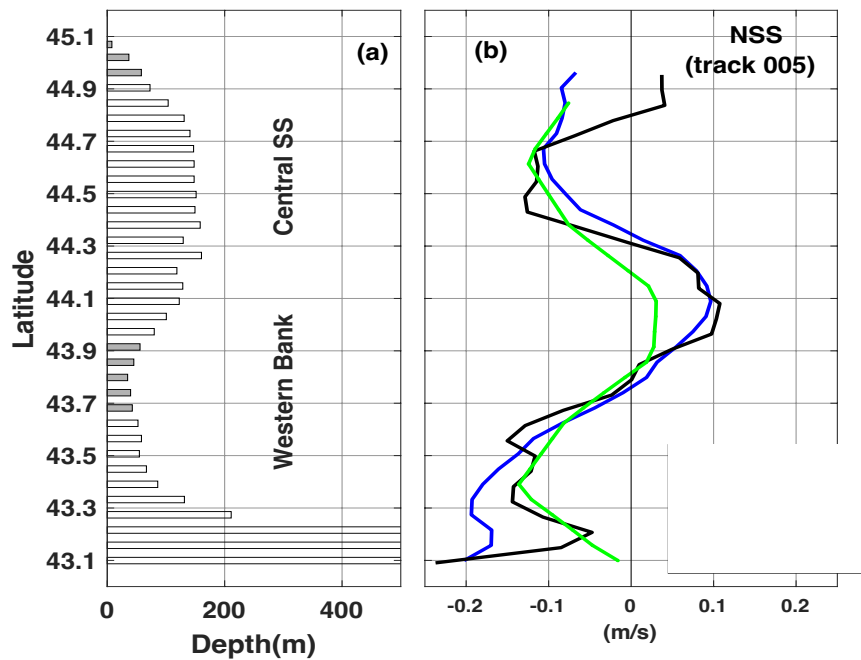 (a)
(b)
NSS
(track 005)
Central SS
Western Bank
Latitude
45.1
44.9
44.7
44.5
44.3
44.1
43.9
43.7
43.5
43.3
43.1
0 200 400
Depth(m)
-0.2 -0.1 0 0.1 0.2
(m/s)